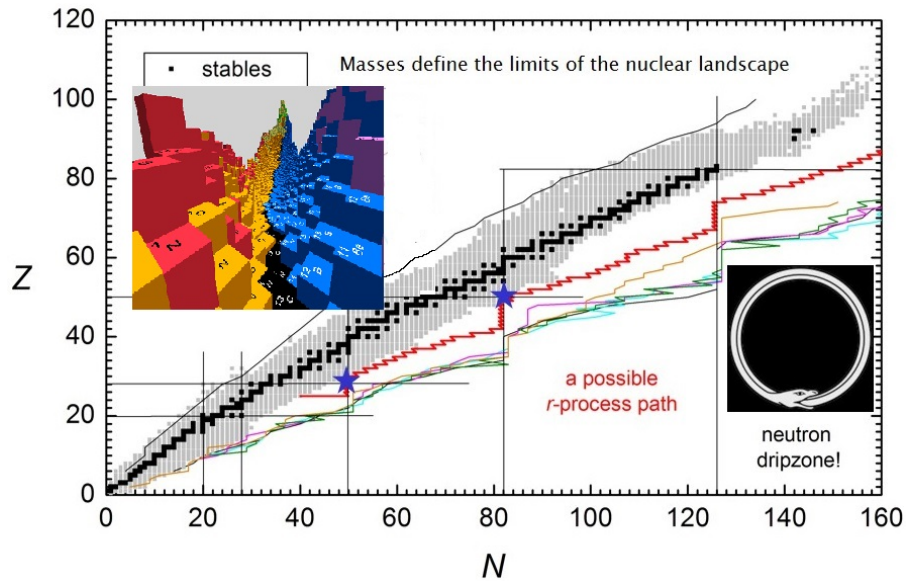 120
100
80
60
40
20
0
Z
stables
Masses define the limits of the nuclear landscape
a possible
r-process path
neutron
dripzone!
0 20 40 60 80 100 120 140 160
N